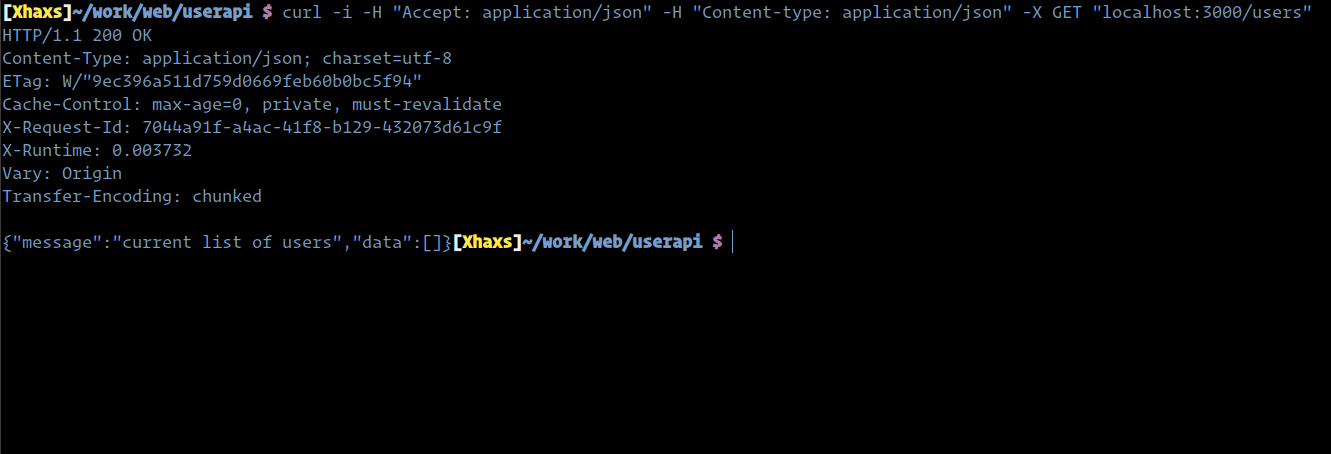 [Xhaxs]~/work/web/userapi $ curl -i -H "Accept: application/json" -H "Content-type: application/json" -X GET "localhost:3000/users"
HTTP/1.1 200 OK
Content-Type: application/json; charset=utf-8
ETag: W/"9ec396a511d759d0669feb60b0bc5f94"
Cache-Control: max-age=0, private, must-revalidate
X-Request-Id: 7044a91f-a4ac-41f8-b129-432073d61c9f
X-Runtime: 0.003732
Vary: Origin
Transfer-Encoding: chunked
{"message":"current list of users","data":[]}[Xhaxs]~/work/web/userapi $